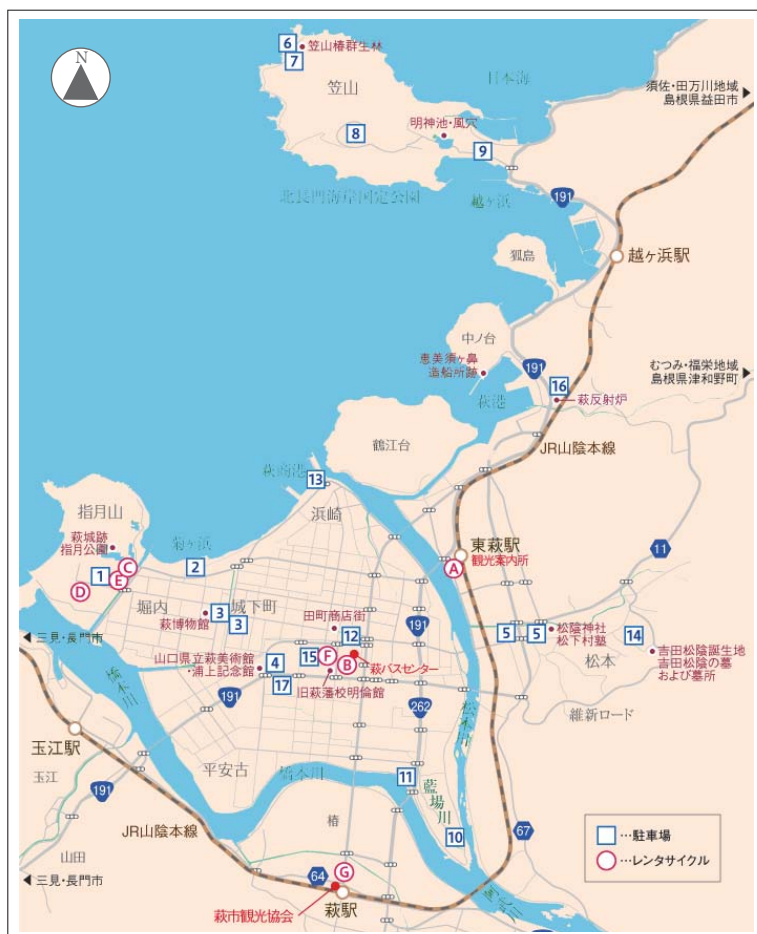 N
6
笠山椿群生林
7
笠山
日本海
須佐・田万川地域
島根県益田市
8
明神池・風穴
9
北長門海岸国定公園
越ヶ浜
191
狐島
越ヶ浜駅
中ノ台
恵美須ヶ鼻
造船所跡
191
16
むつみ・福栄地域
島根県津和野町
萩港
萩反射炉
JR山陰本線
鶴江台
萩商港
13
浜崎
指月山
萩城跡
指月公園
菊ヶ浜
2
東萩駅
観光案内所
A
11
1
C
E
D
堀内
3
萩博物館
城下町
3
田町商店街
12
191
5
5
松陰神社
松下村塾
14
松本
吉田松陰誕生地
吉田松陰の墓
および墓所
三見・長門市
橋本川
山口県立萩美術館
・浦上記念館
4
15
F
B
萩バスセンター
17
旧萩藩校明倫館
191
262
松本川
維新ロード
玉江駅
玉江
191
平安古
橋本川
11
藍場川
10
JR山陰本線
椿
67
山田
三見・長門市
64
G
萩市観光協会
萩駅
…駐車場
…レンタサイクル